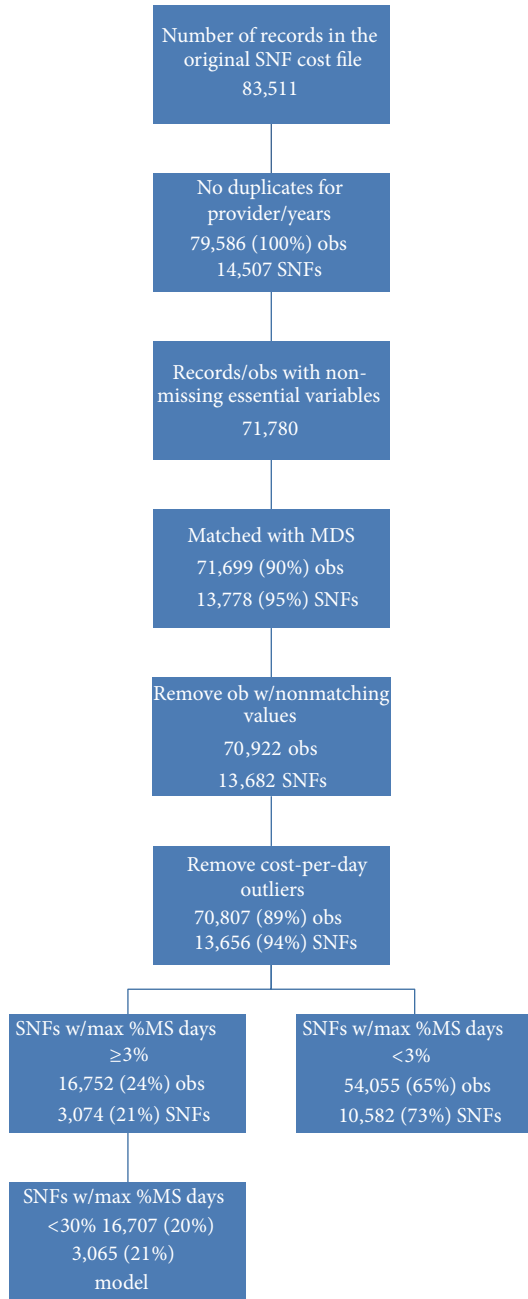 Number of records in the
original SNF cost file
83,511
No duplicates for
provider/years
79,586 (100%) obs
14,507 SNFs
Records/obs with non-
missing essential variables
71,780
Matched with MDS
71,699 (90%) obs
13,778 (95%) SNFs
Remove ob w/nonmatching
values
70,922 obs
13,682 SNFs
Remove cost-per-day
outliers
70,807 (89%) obs
13,656 (94%) SNFs
SNFs w/max %MS days
≥3%
16,752 (24%) obs
3,074 (21%) SNFs
SNFs w/max %MS days
<3%
54,055 (65%) obs
10,582 (73%) SNFs
SNFs w/max %MS days
<30% 16,707 (20%)
3,065 (21%)
model